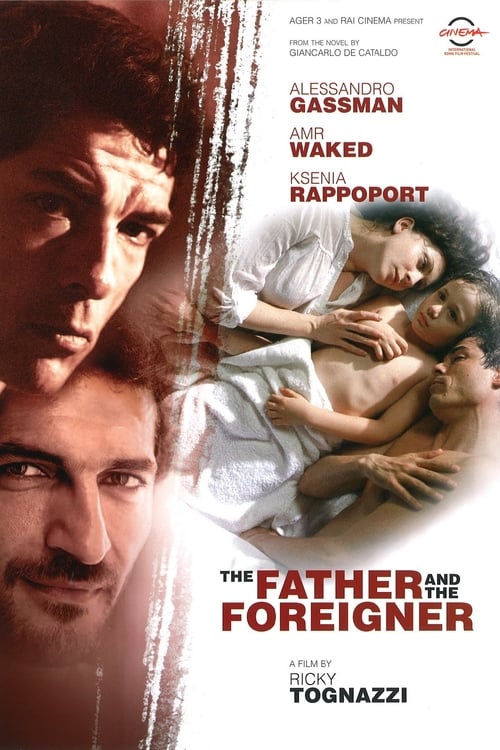 AGER 3 AND RAI CINEMA PRESENT
FROM THE NOVEL BY
GIANCARLO DE CATALDO
CINEMA
INTERNATIONAL
ROME FILM FESTIVAL
ALESSANDRO
GASSMAN
AMR
WAKED
KSENIA
RAPPOPORT
THE FATHER AND THE
FOREIGNER
A FILM BY
RICKY
TOGNAZZI